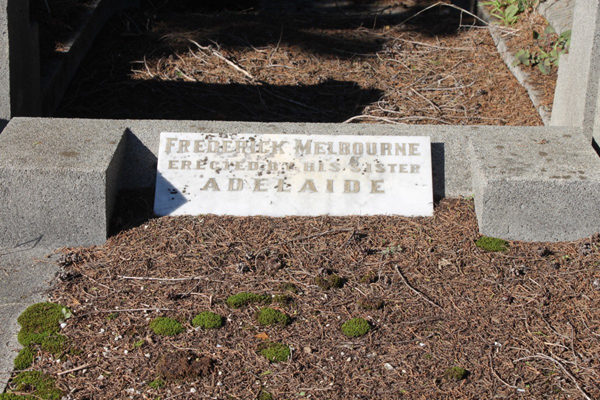 FREDERICK MELBOURNE
ERECTED BY HIS SISTER
ADELAIDE